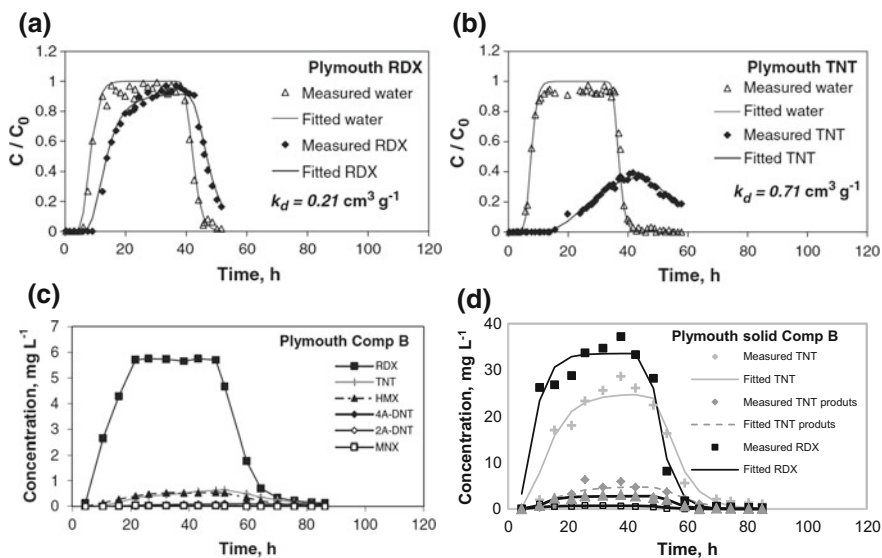 (a)
Plymouth RDX
Measured water
Fitted water
Measured RDX
Fitted RDX
k_d = 0.21 cm³ g⁻¹
C / C₀
1.2
1
0.8
0.6
0.4
0.2
0
0 20 40 60 80 100 120
Time, h
(b)
Plymouth TNT
Measured water
Fitted water
Measured TNT
Fitted TNT
k_d = 0.71 cm³ g⁻¹
C / C₀
1.2
1
0.8
0.6
0.4
0.2
0
0 20 40 60 80 100 120
Time, h
(c)
Plymouth Comp B
RDX
TNT
HMX
4A-DNT
2A-DNT
MNX
Concentration, mg L⁻¹
7
6
5
4
3
2
1
0
0 20 40 60 80 100 120
Time, h
(d)
Plymouth solid Comp B
Measured TNT
Fitted TNT
Measured TNT produts
Fitted TNT produts
Measured RDX
Fitted RDX
Concentration, mg L⁻¹
40
30
20
10
0
0 20 40 60 80 100 120
Time, h